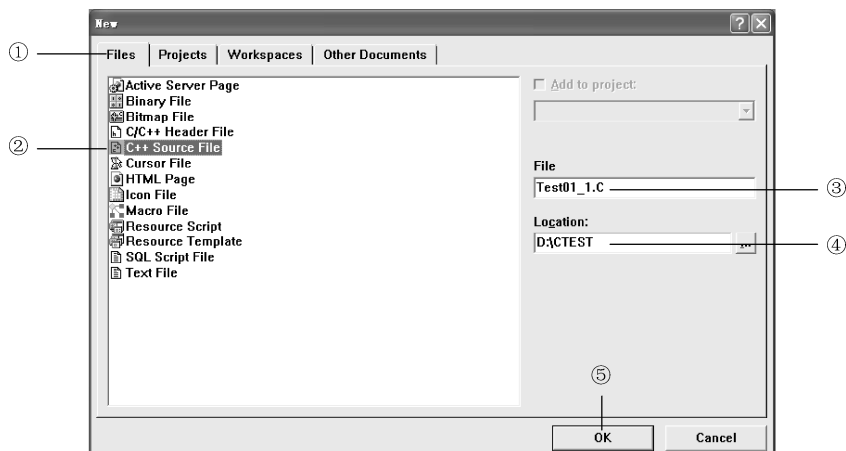 New
① Files Projects Workspaces Other Documents
Active Server Page
Binary File
Bitmap File
C/C++ Header File
② C++ Source File
Cursor File
HTML Page
Icon File
Macro File
Resource Script
Resource Template
SQL Script File
Text File
Add to project:
File
Test01_1.C ③
Location:
D:\CTEST ... ④
⑤
OK Cancel